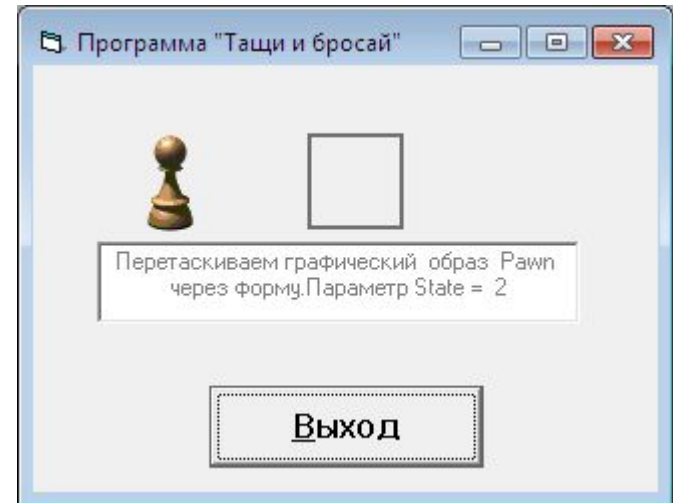 Программа "Тащи и бросай"
Перетаскиваем графический образ Pawn
через форму.Параметр State = 2
Выход